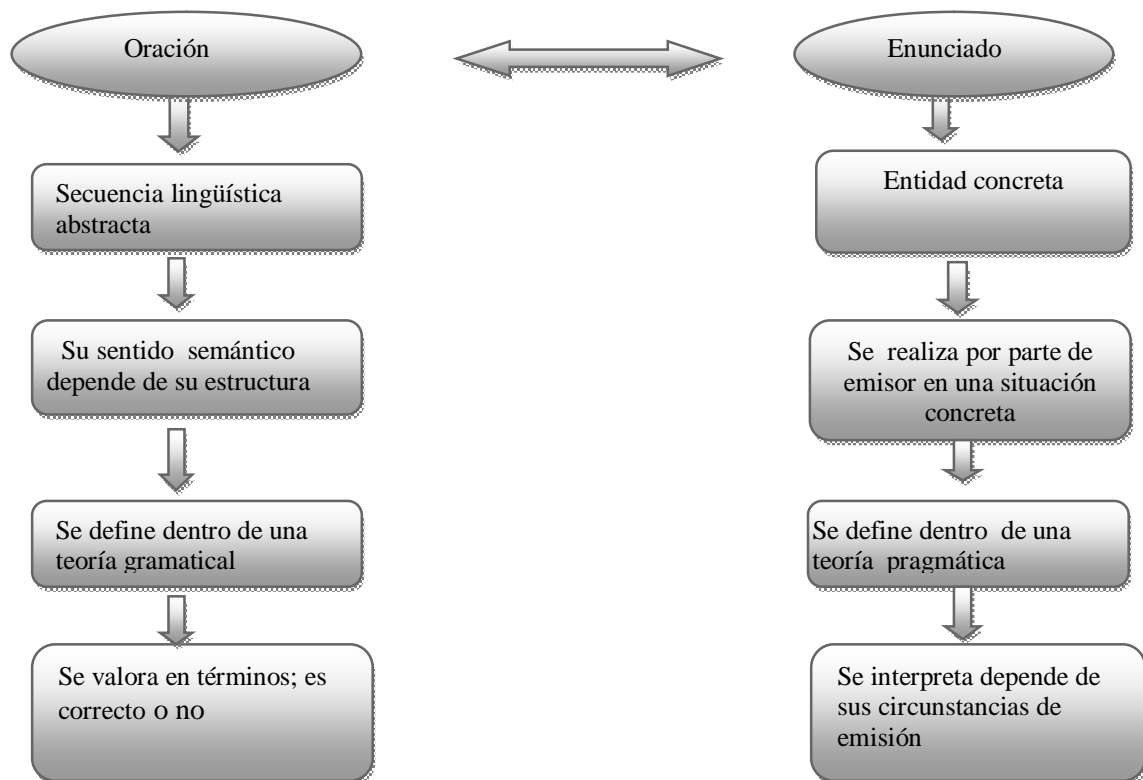 Oración
Secuencia lingüística
abstracta
Su sentido semántico
depende de su estructura
Se define dentro de una
teoría gramatical
Se valora en términos; es
correcto o no
Enunciado
Entidad concreta
Se realiza por parte de
emisor en una situación
concreta
Se define dentro de una
teoría pragmática
Se interpreta depende de
sus circunstancias de
emisión